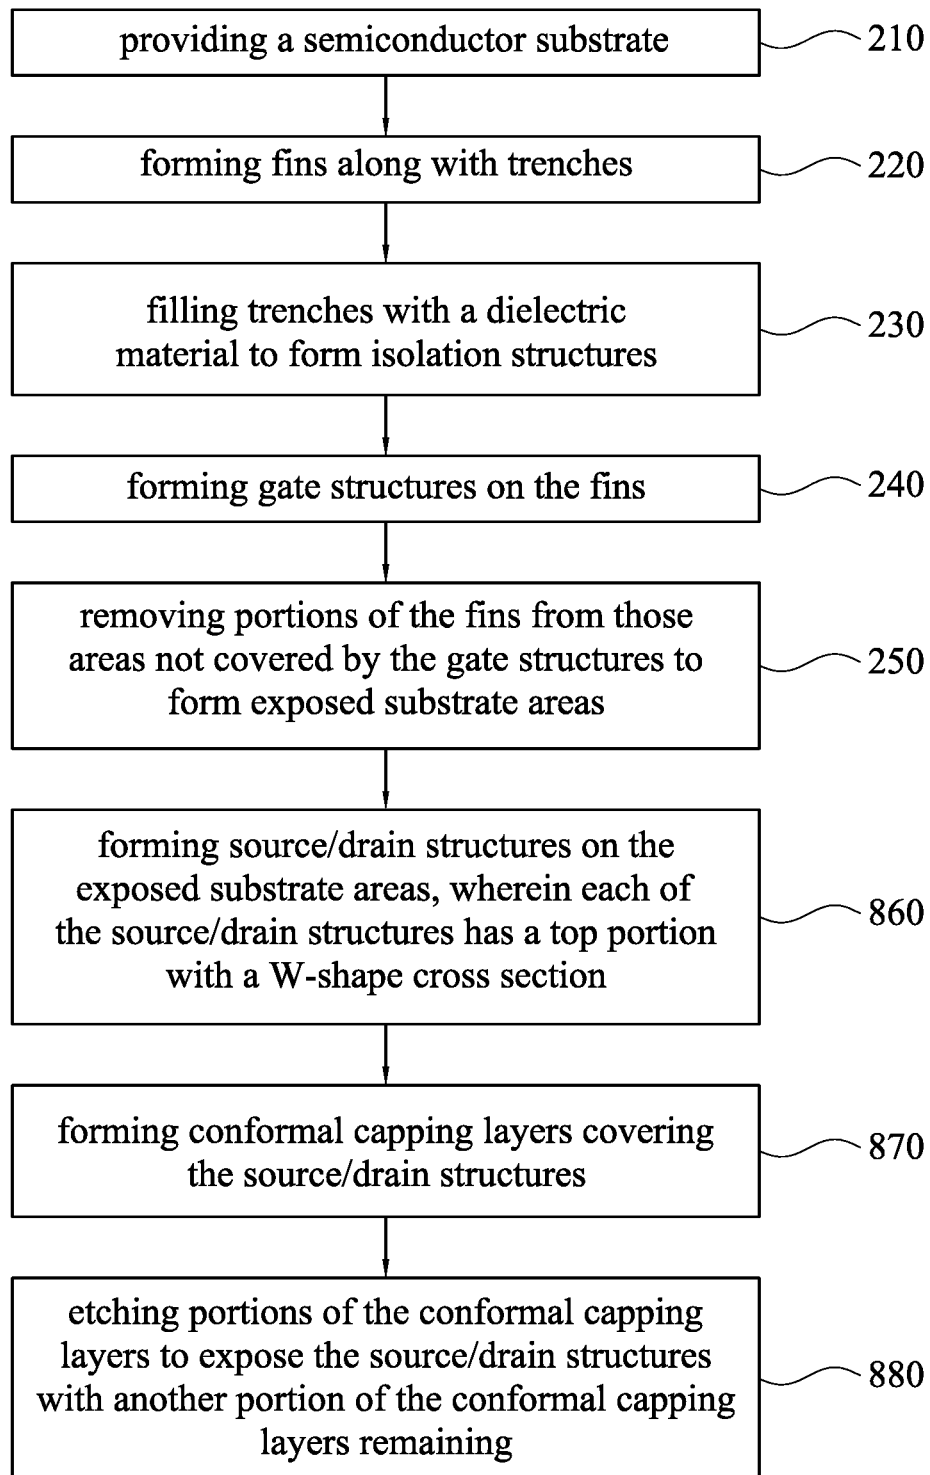 providing a semiconductor substrate
210
forming fins along with trenches
220
filling trenches with a dielectric
material to form isolation structures
230
forming gate structures on the fins
240
removing portions of the fins from those
areas not covered by the gate structures to
form exposed substrate areas
250
forming source/drain structures on the
exposed substrate areas, wherein each of
the source/drain structures has a top portion
with a W-shape cross section
860
forming conformal capping layers covering
the source/drain structures
870
etching portions of the conformal capping
layers to expose the source/drain structures
with another portion of the conformal capping
layers remaining
880